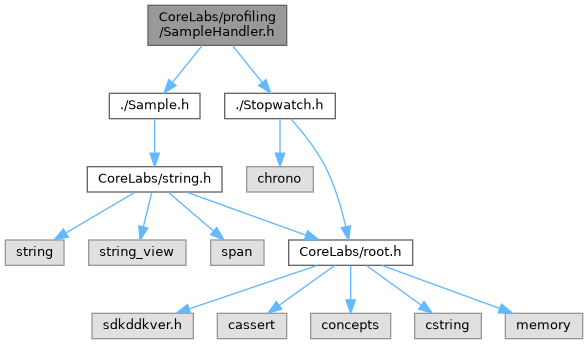 CoreLabs/profiling
/SampleHandler.h
./Sample.h
./Stopwatch.h
CoreLabs/string.h
chrono
string
string_view
span
CoreLabs/root.h
sdkddkver.h
cassert
concepts
cstring
memory